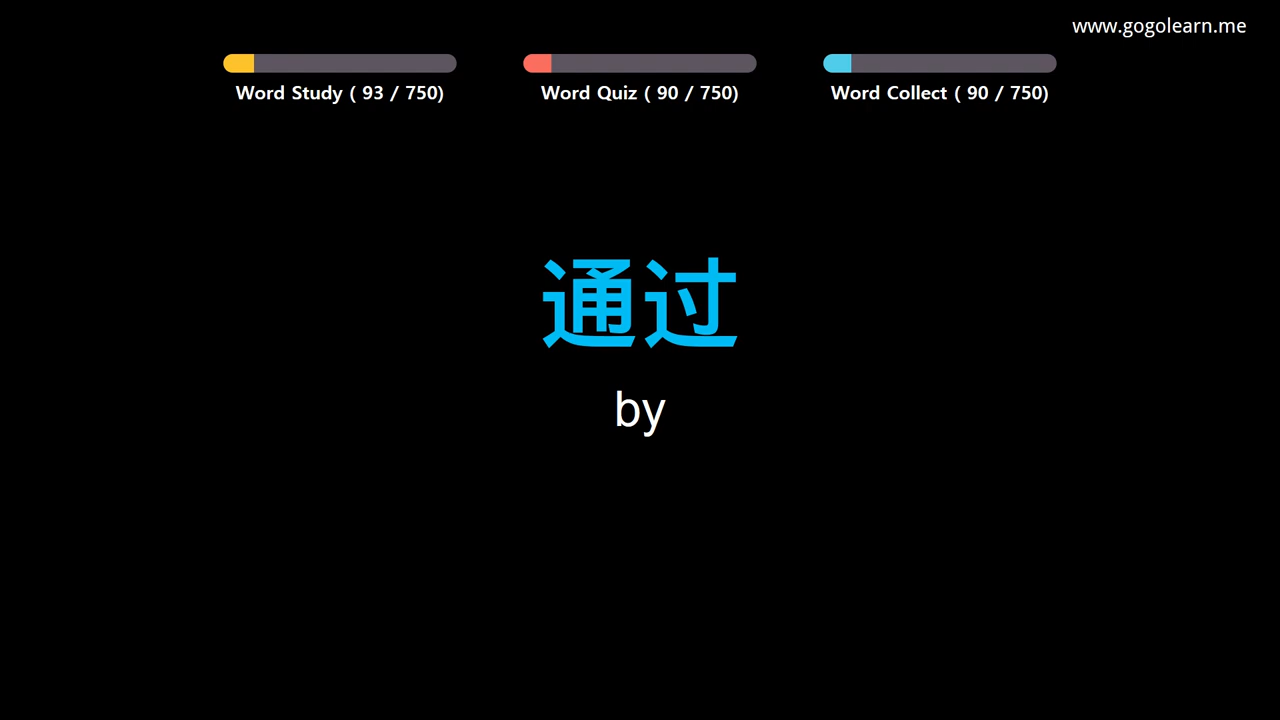 www.gogolearn.me
Word Study ( 93 / 750)
Word Quiz ( 90 / 750)
Word Collect ( 90 / 750)
通过
by